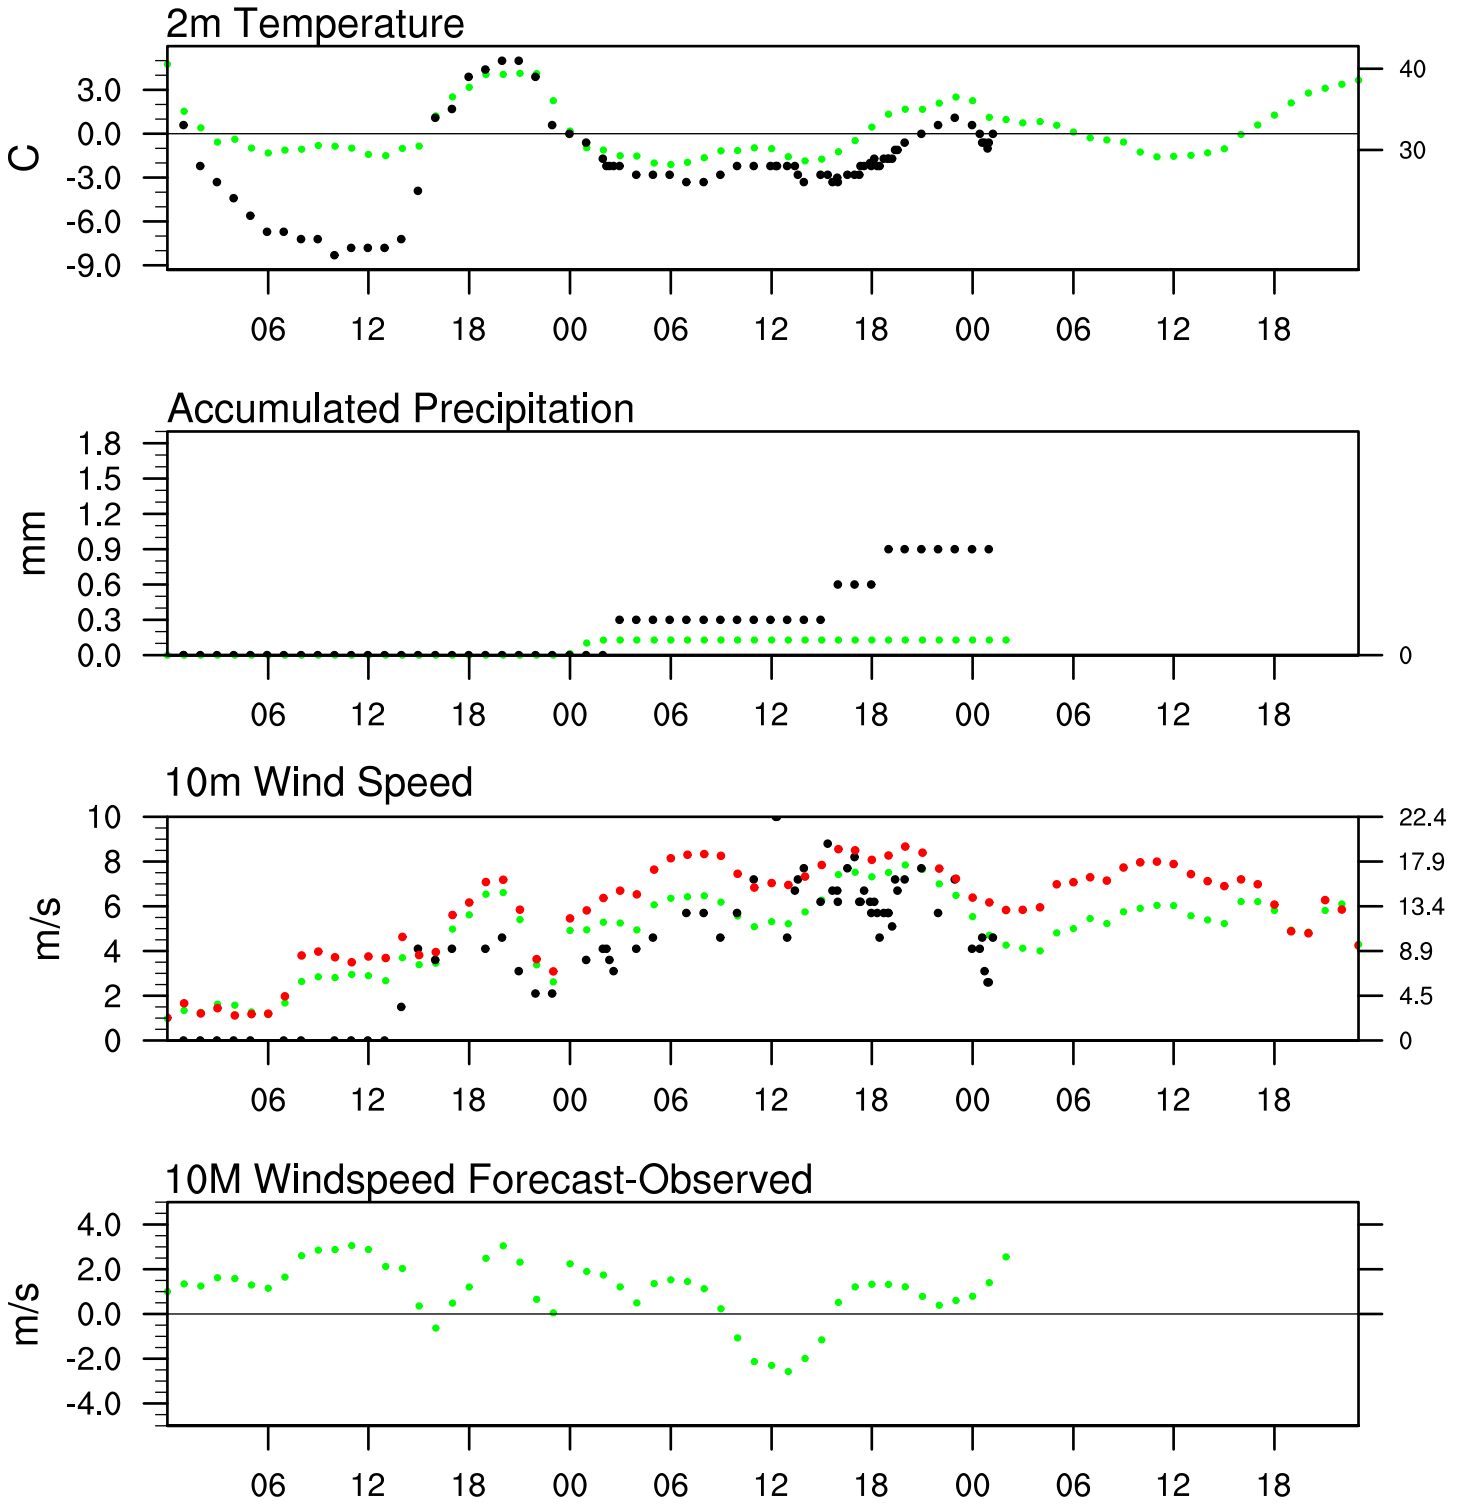 2m Temperature
3.0
0.0
-3.0
-6.0
-9.0
C
40
30
06 12 18 00 06 12 18 00 06 12 18
Accumulated Precipitation
1.8
1.5
1.2
0.9
0.6
0.3
0.0
mm
0
06 12 18 00 06 12 18 00 06 12 18
10m Wind Speed
10
8
6
4
2
0
m/s
22.4
17.9
13.4
8.9
4.5
0
06 12 18 00 06 12 18 00 06 12 18
10M Windspeed Forecast-Observed
4.0
2.0
0.0
-2.0
-4.0
m/s
06 12 18 00 06 12 18 00 06 12 18